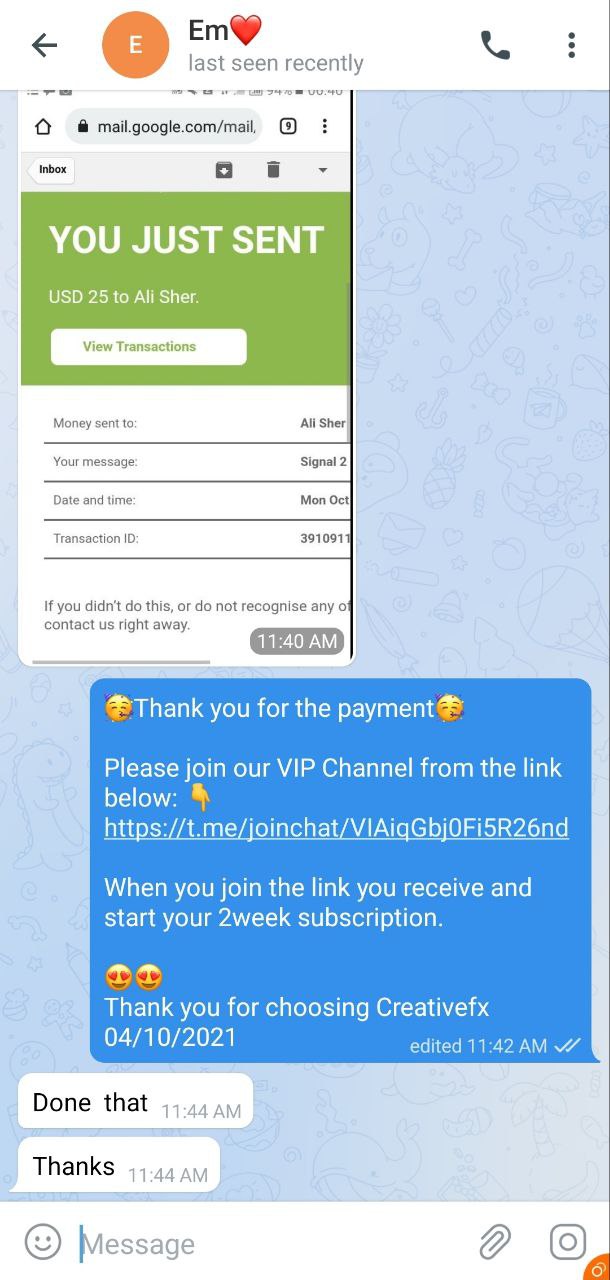 E
Em❤️
last seen recently
mail.google.com/mail,
9
Inbox
YOU JUST SENT
USD 25 to Ali Sher.
View Transactions
Money sent to: Ali Sher
Your message: Signal 2
Date and time: Mon Oct
Transaction ID: 3910911
If you didn't do this, or do not recognise any of
contact us right away.
11:40 AM
🥳Thank you for the payment🥳
Please join our VIP Channel from the link
below: 👇
https://t.me/joinchat/VIAiqGbj0Fi5R26nd
When you join the link you receive and
start your 2week subscription.
😍😍
Thank you for choosing Creativefx
04/10/2021
edited 11:42 AM
Done that 11:44 AM
Thanks 11:44 AM
Message